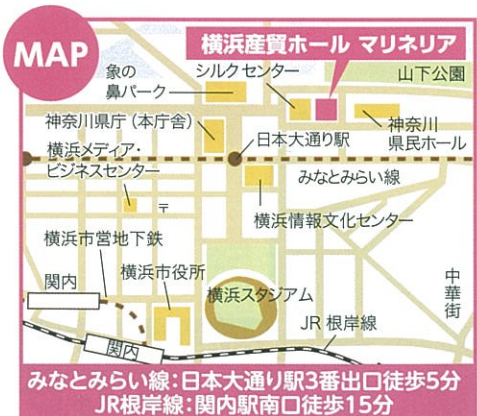 MAP
横浜産貿ホール マリネリア
象の
鼻パーク
シルクセンター
山下公園
神奈川県庁（本庁舎）
日本大通り駅
神奈川
県民ホール
横浜メディア・
ビジネスセンター
みなとみらい線
〒
横浜情報文化センター
横浜市営地下鉄
関内
横浜市役所
横浜スタジアム
中華街
JR 根岸線
関内
みなとみらい線：日本大通り駅3番出口徒歩5分
JR根岸線：関内駅南口徒歩15分